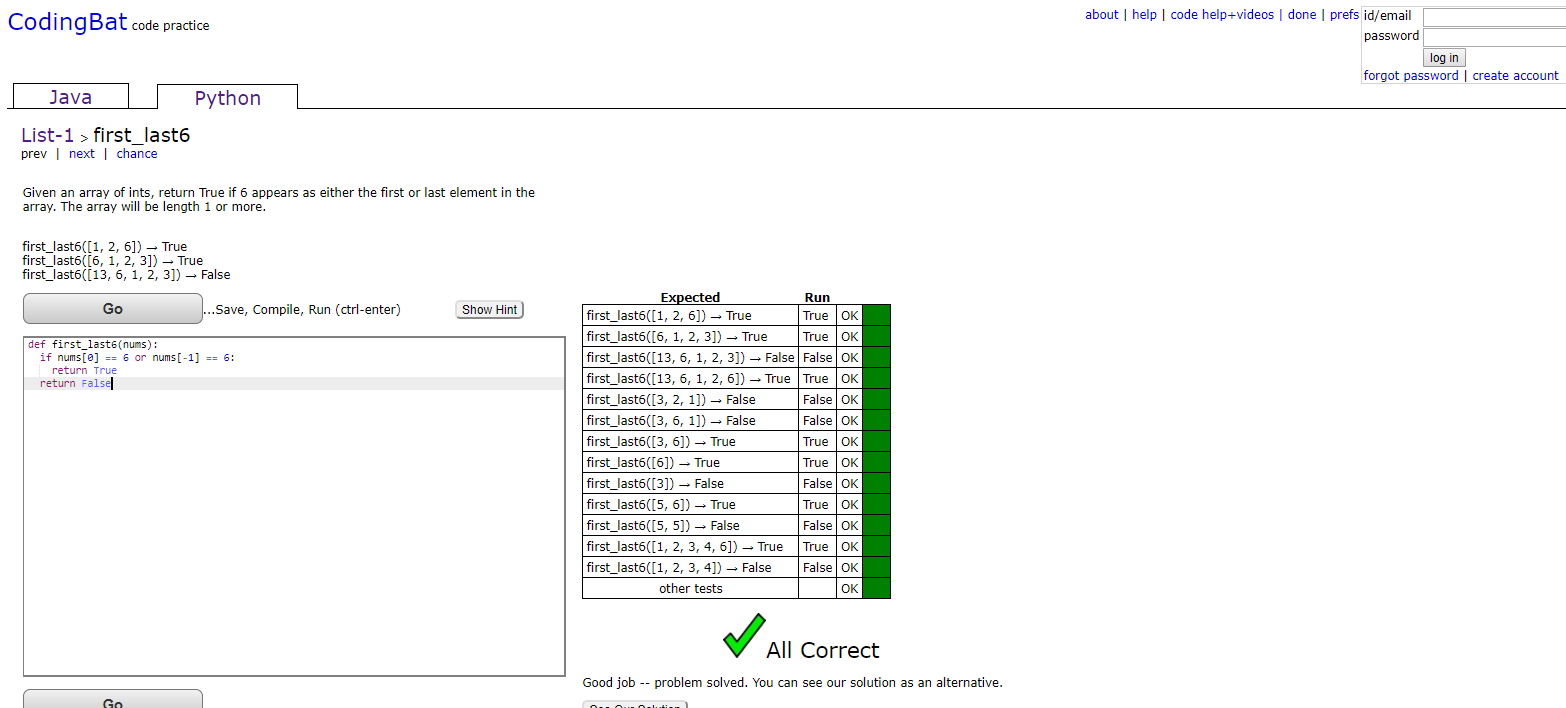 CodingBat code practice
about | help | code help+videos | done | prefs
id/email
password
log in
forgot password | create account
Java
Python
List-1 > first_last6
prev | next | chance
Given an array of ints, return True if 6 appears as either the first or last element in the
array. The array will be length 1 or more.
first_last6([1, 2, 6]) → True
first_last6([6, 1, 2, 3]) → True
first_last6([13, 6, 1, 2, 3]) → False
Go ...Save, Compile, Run (ctrl-enter) Show Hint
def first_last6(nums):
if nums[0] == 6 or nums[-1] == 6:
return True
return False
Go
Expected Run
first_last6([1, 2, 6]) → True True OK
first_last6([6, 1, 2, 3]) → True True OK
first_last6([13, 6, 1, 2, 3]) → False False OK
first_last6([13, 6, 1, 2, 6]) → True True OK
first_last6([3, 2, 1]) → False False OK
first_last6([3, 6, 1]) → False False OK
first_last6([3, 6]) → True True OK
first_last6([6]) → True True OK
first_last6([3]) → False False OK
first_last6([5, 6]) → True True OK
first_last6([5, 5]) → False False OK
first_last6([1, 2, 3, 4, 6]) → True True OK
first_last6([1, 2, 3, 4]) → False False OK
other tests OK
All Correct
Good job -- problem solved. You can see our solution as an alternative.
See Our Solution